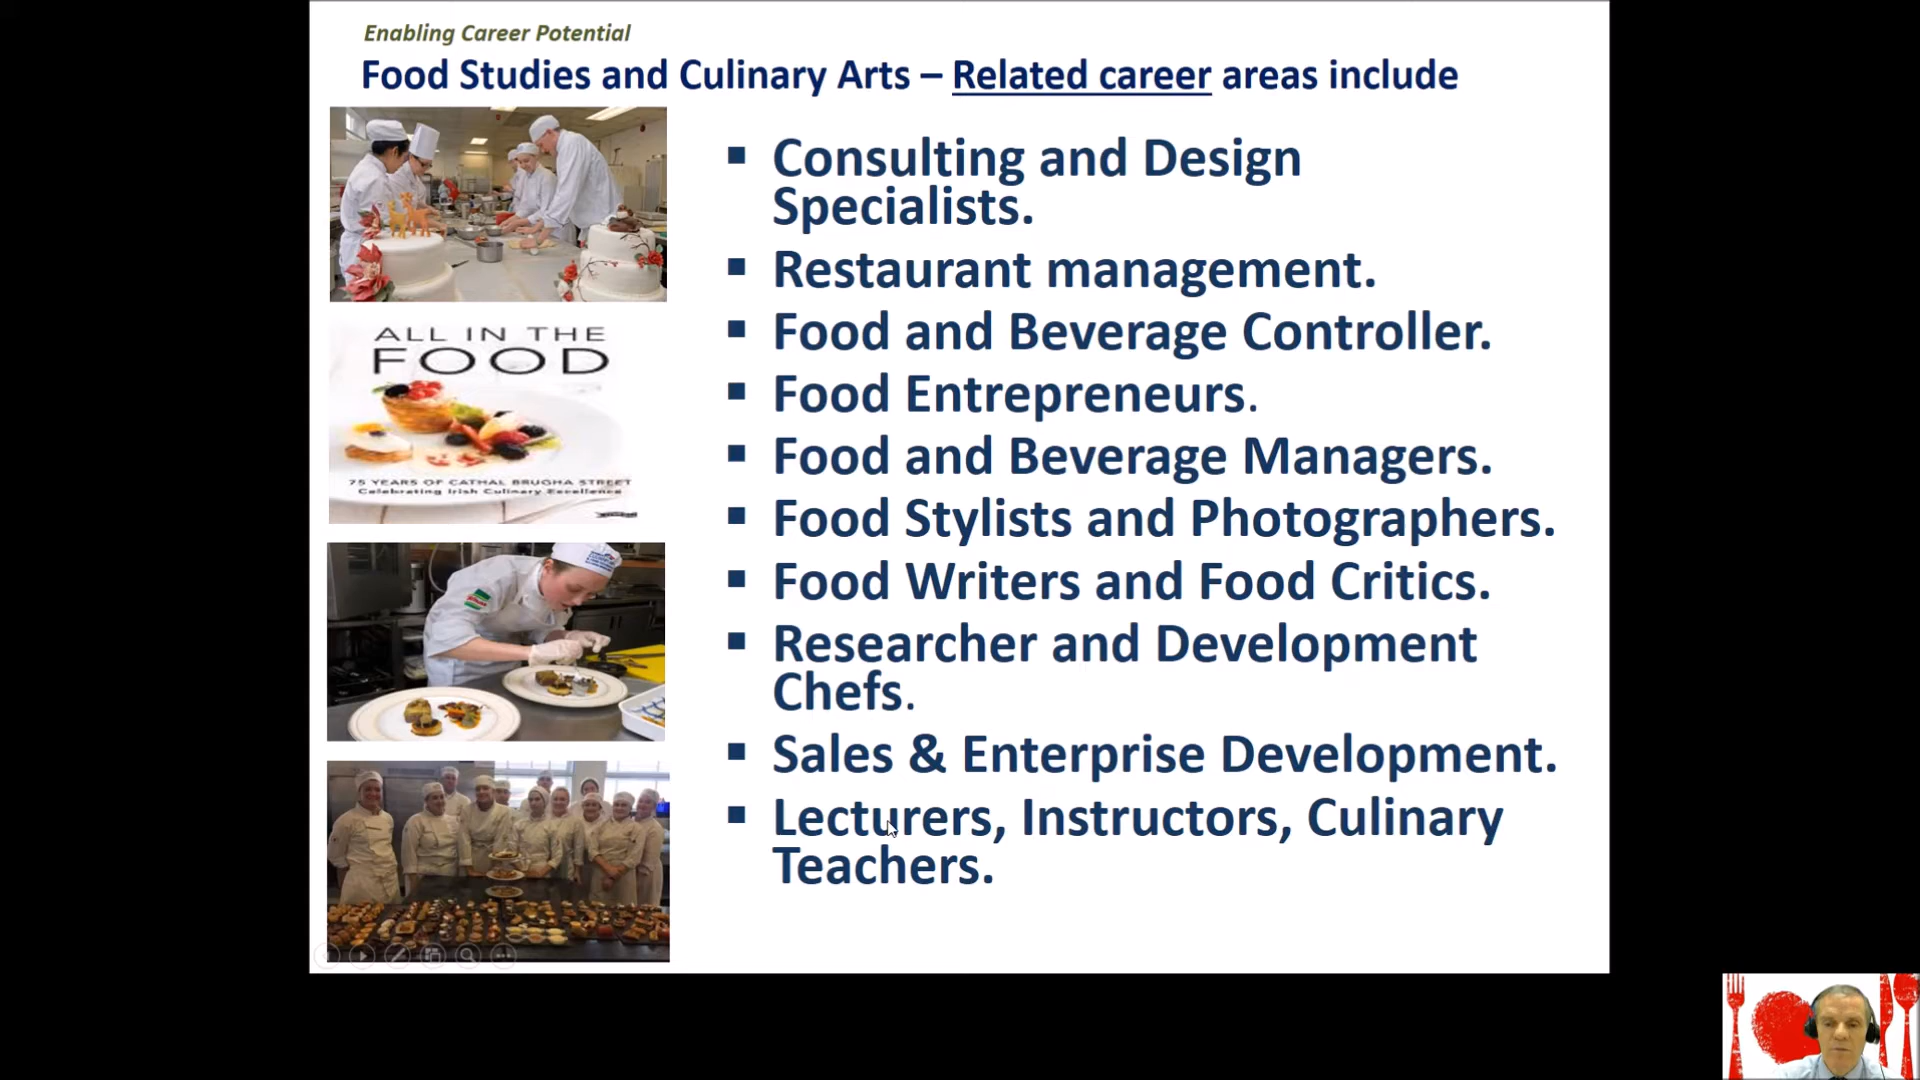 Enabling Career Potential
Food Studies and Culinary Arts – Related career areas include
ALL IN THE
FOOD
75 YEARS OF CATHAL BRUGHA STREET
Celebrating Irish Culinary Excellence
▪ Consulting and Design
Specialists.
▪ Restaurant management.
▪ Food and Beverage Controller.
▪ Food Entrepreneurs.
▪ Food and Beverage Managers.
▪ Food Stylists and Photographers.
▪ Food Writers and Food Critics.
▪ Researcher and Development
Chefs.
▪ Sales & Enterprise Development.
▪ Lecturers, Instructors, Culinary
Teachers.